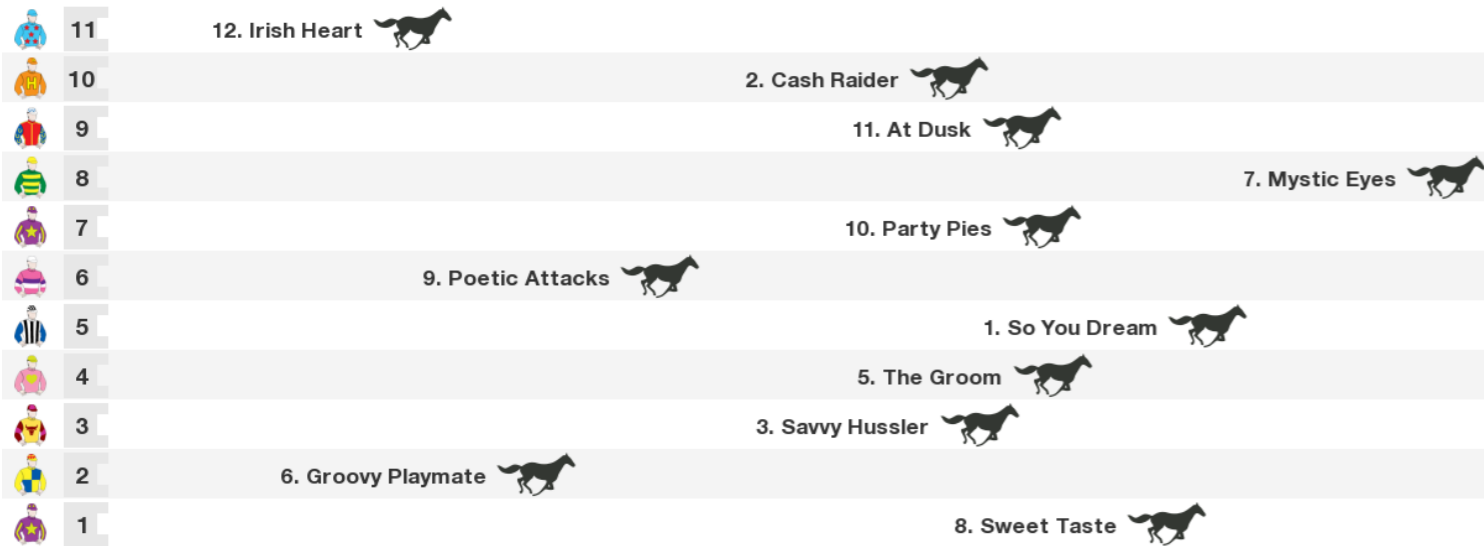 11 12. Irish Heart
10 2. Cash Raider
9 11. At Dusk
8 7. Mystic Eyes
7 10. Party Pies
6 9. Poetic Attacks
5 1. So You Dream
4 5. The Groom
3 3. Savvy Hussler
2 6. Groovy Playmate
1 8. Sweet Taste